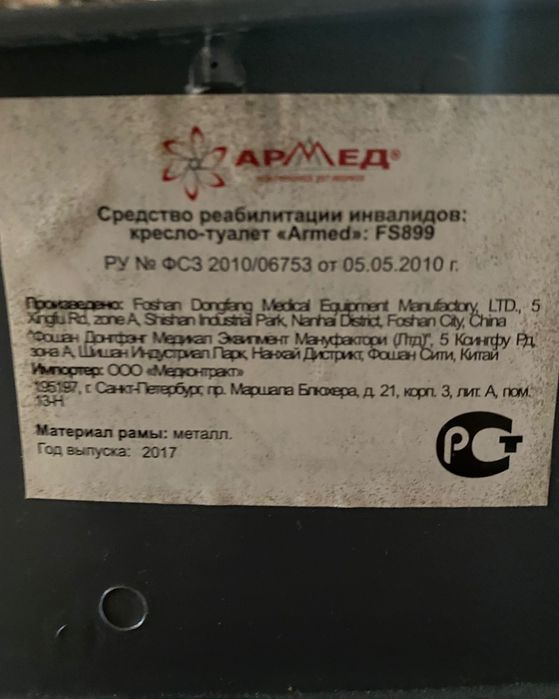 АРМЕД®
Средство реабилитации инвалидов:
кресло-туалет «Armed»: FS899
РУ № ФСЗ 2010/06753 от 05.05.2010 г.
Произведено: Foshan Dongfang Medical Equipment Manufactory, LTD., 5
Xingfu Rd, zone A, Shishan Industrial Park, Nanhai District, Foshan City, China
"Фошан Донгфэнг Медикал Эквипмент Мануфактори (Лтд)", 5 Ксингфу Рд,
зона А, Шишан Индустриал Парк, Нанхай Дистрикт, Фошан Сити, Китай
Импортер: ООО «Медконтракт»
195197, г. Санкт-Петербург, пр. Маршала Блюхера, д. 21, корп. 3, лит. А, пом.
13-Н
Материал рамы: металл.
Год выпуска: 2017
РСТ